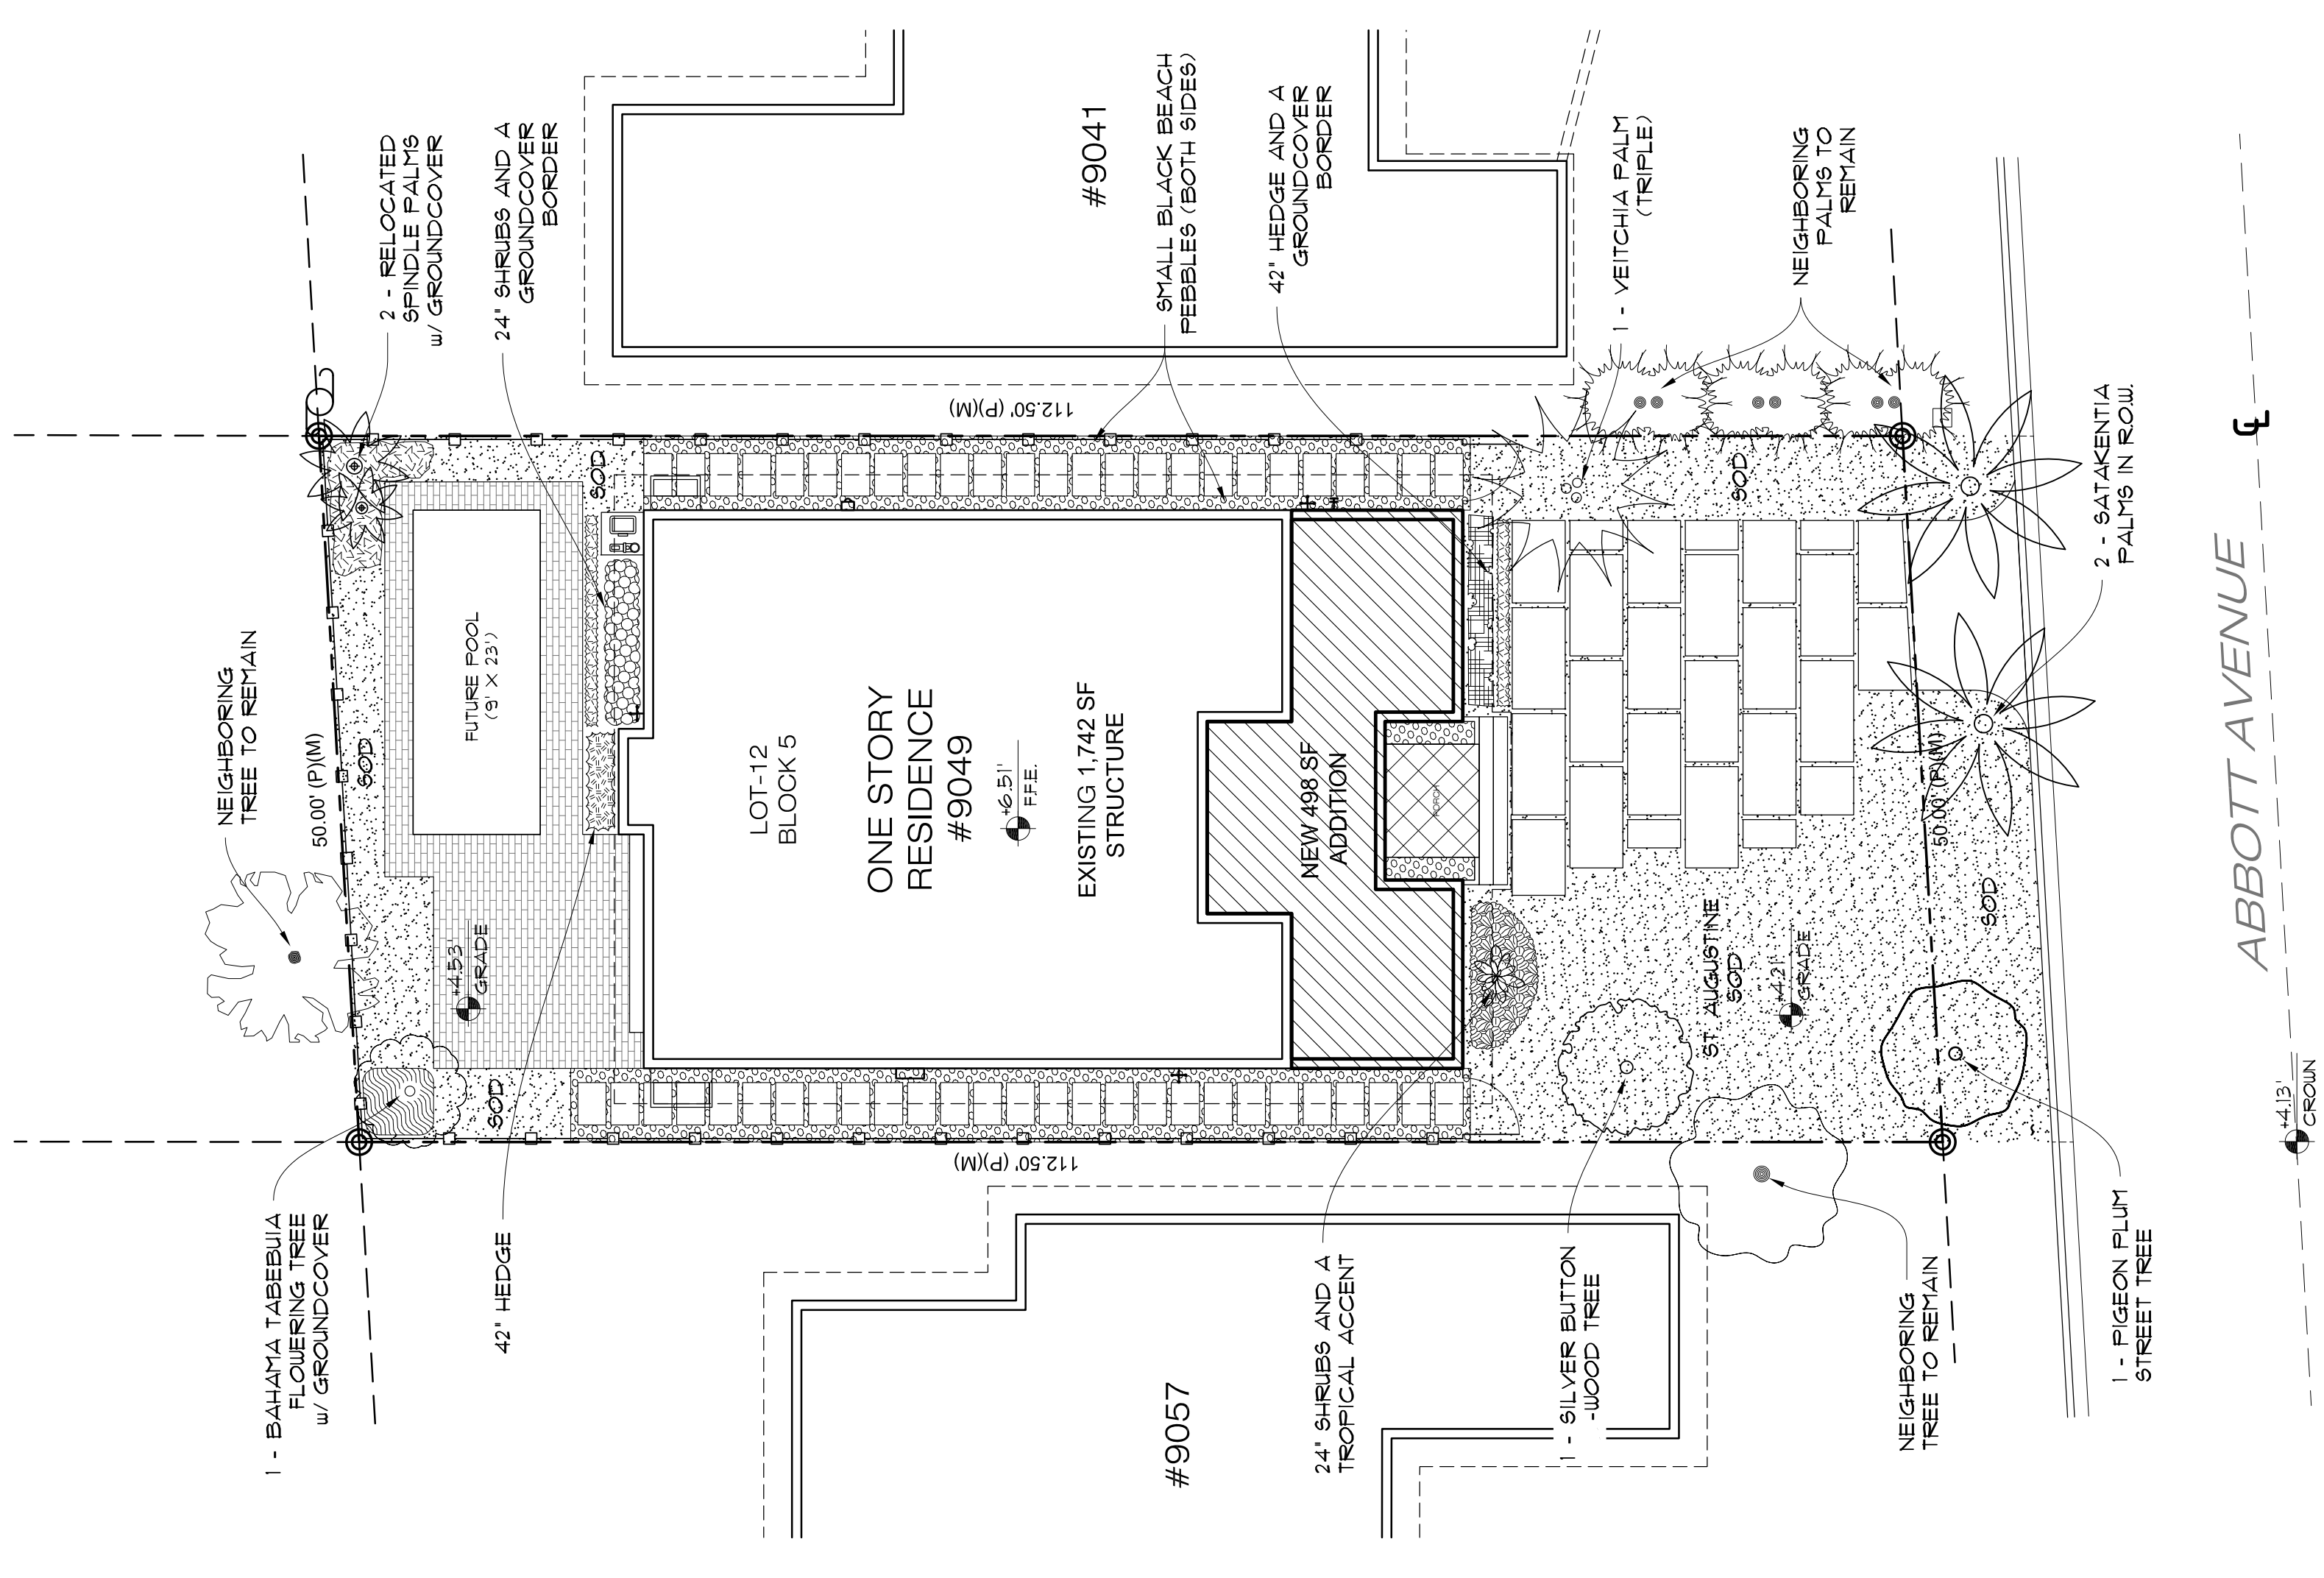 2 - RELOCATED
SPINDLE PALMS
w/ GROUNDCOVER
24" SHRUBS AND A
GROUNDCOVER
BORDER
#9041
SMALL BLACK BEACH
PEBBLES (BOTH SIDES)
42" HEDGE AND A
GROUNDCOVER
BORDER
1 - VEITCHIA PALM
(TRIPLE)
NEIGHBORING
PALMS TO
REMAIN
2 - SATAKENTIA
PALMS IN R.O.W.
℄
ABBOTT AVENUE
112.50' (P)(M)
SOD
SOD
NEIGHBORING
TREE TO REMAIN
50.00' (P)(M)
SOD
FUTURE POOL
(9' X 23')
+4.53'
GRADE
LOT-12
BLOCK 5
ONE STORY
RESIDENCE
#9049
+6.51'
F.F.E.
EXISTING 1,742 SF
STRUCTURE
NEW 498 SF
ADDITION
PORCH
ST AUGUSTINE
SOD
+4.21'
GRADE
50.00' (P)(M)
SOD
SOD
112.50' (P)(M)
1 - BAHAMA TABEBUIA
FLOWERING TREE
w/ GROUNDCOVER
42" HEDGE
#9057
24" SHRUBS AND A
TROPICAL ACCENT
1 - SILVER BUTTON
-WOOD TREE
NEIGHBORING
TREE TO REMAIN
1 - PIGEON PLUM
STREET TREE
+4.13'
CROWN